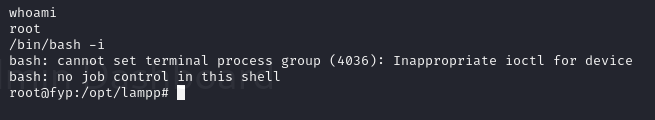 whoami
root
/bin/bash -i
bash: cannot set terminal process group (4036): Inappropriate ioctl for device
bash: no job control in this shell
root@fyp:/opt/lampp#